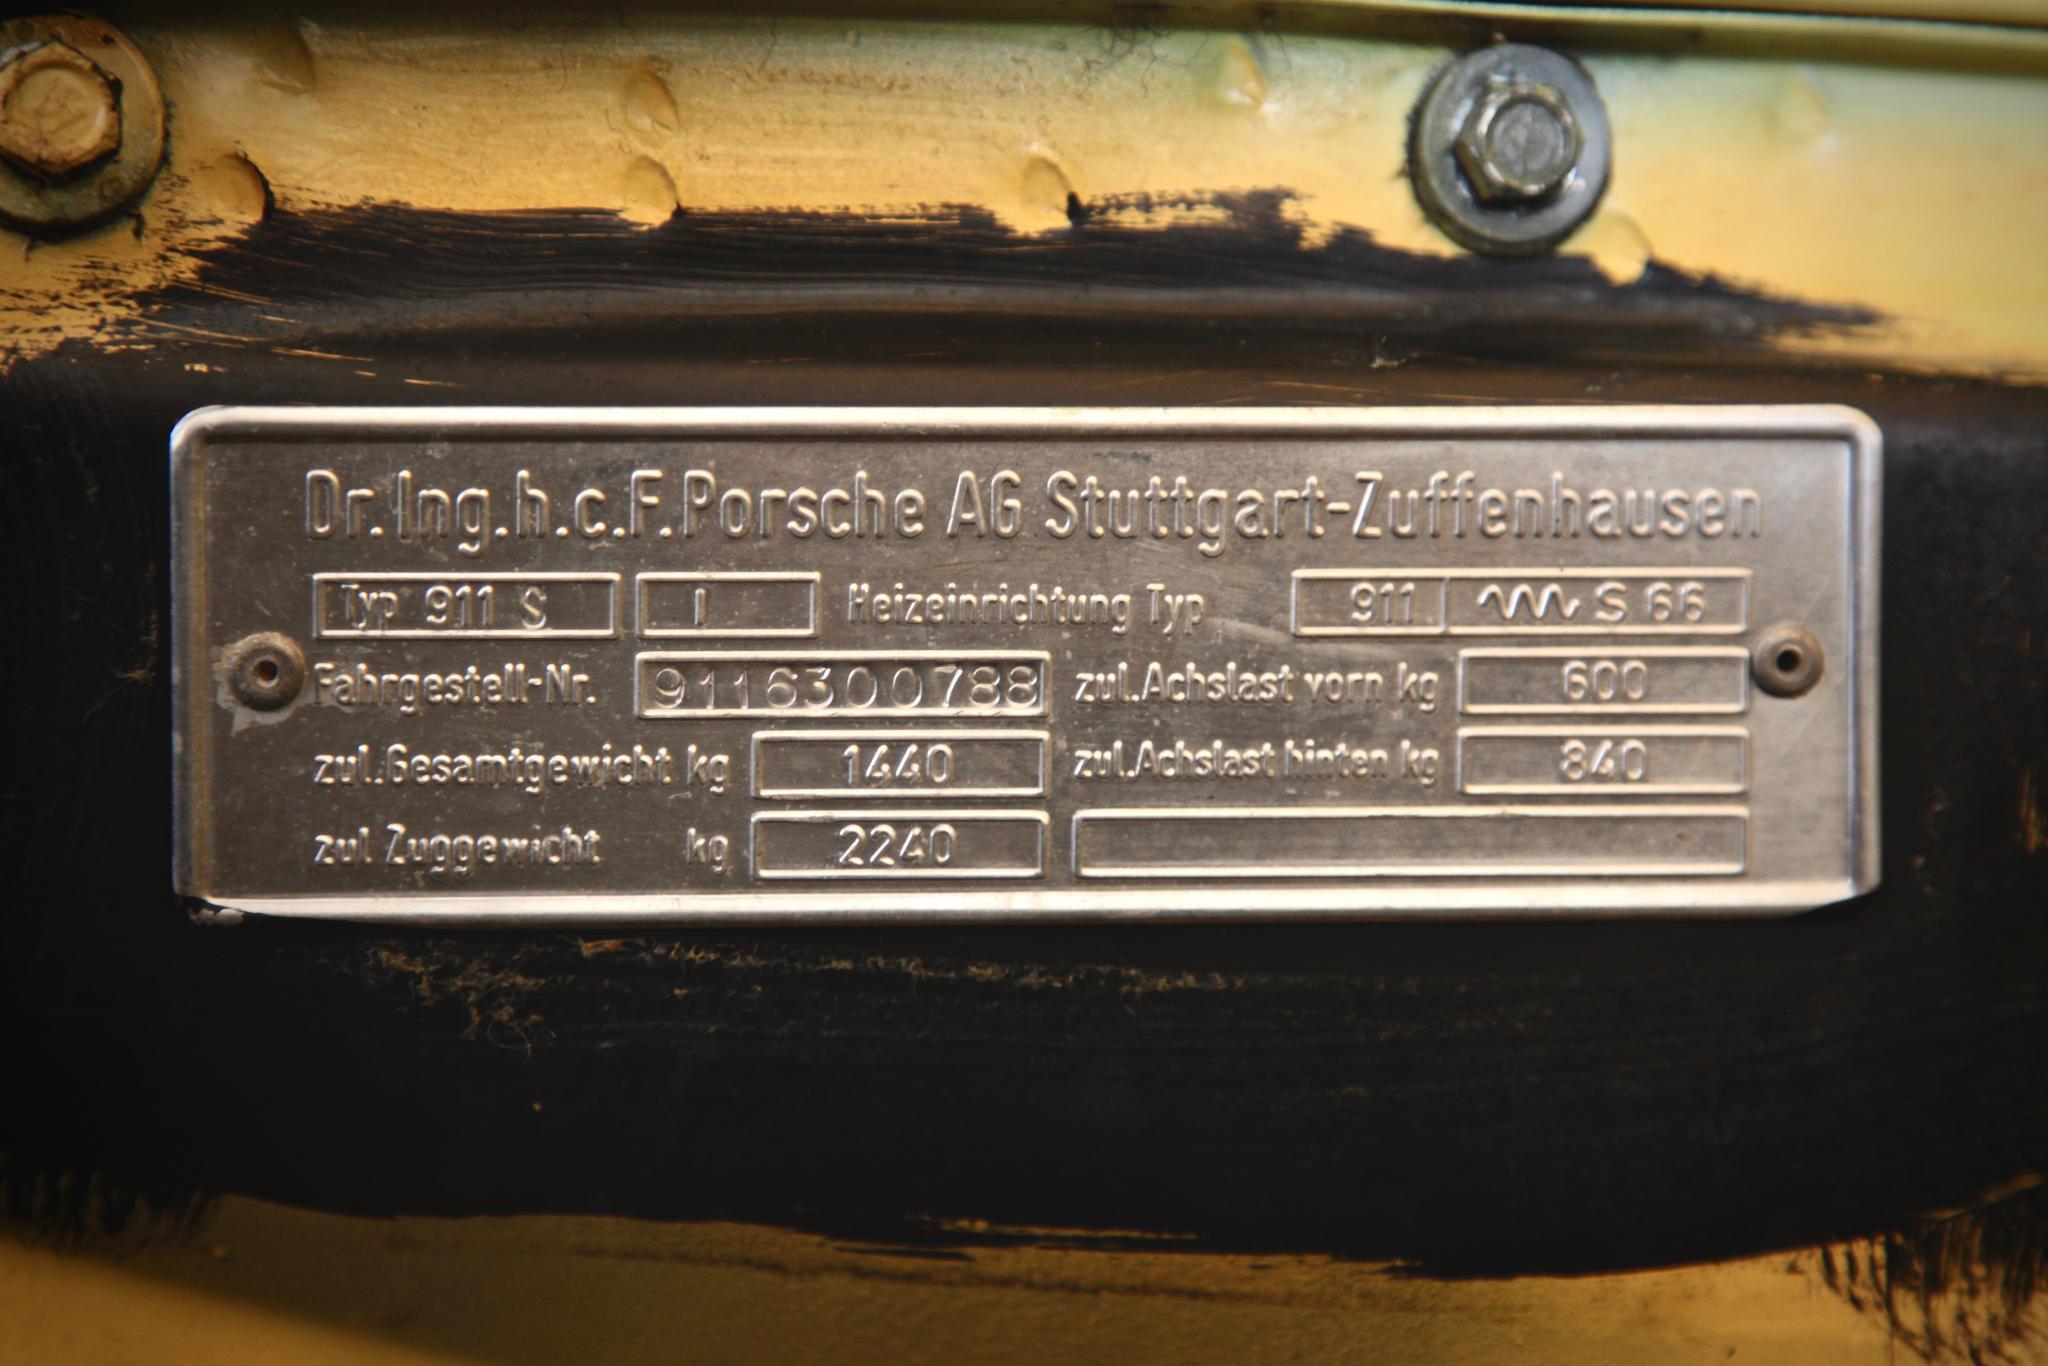 Dr. Ing.h.c.F.Porsche AG Stuttgart-Zuffenhausen
Typ 911 S 1 Heizeinrichtung Typ 911 S 66
Fahrgestell-Nr. 9116300788 zul.Achslast vorn kg 600
zul.Gesamtgewicht kg 1440 zul.Achslast hinten kg 840
zul Zuggewicht kg 2240